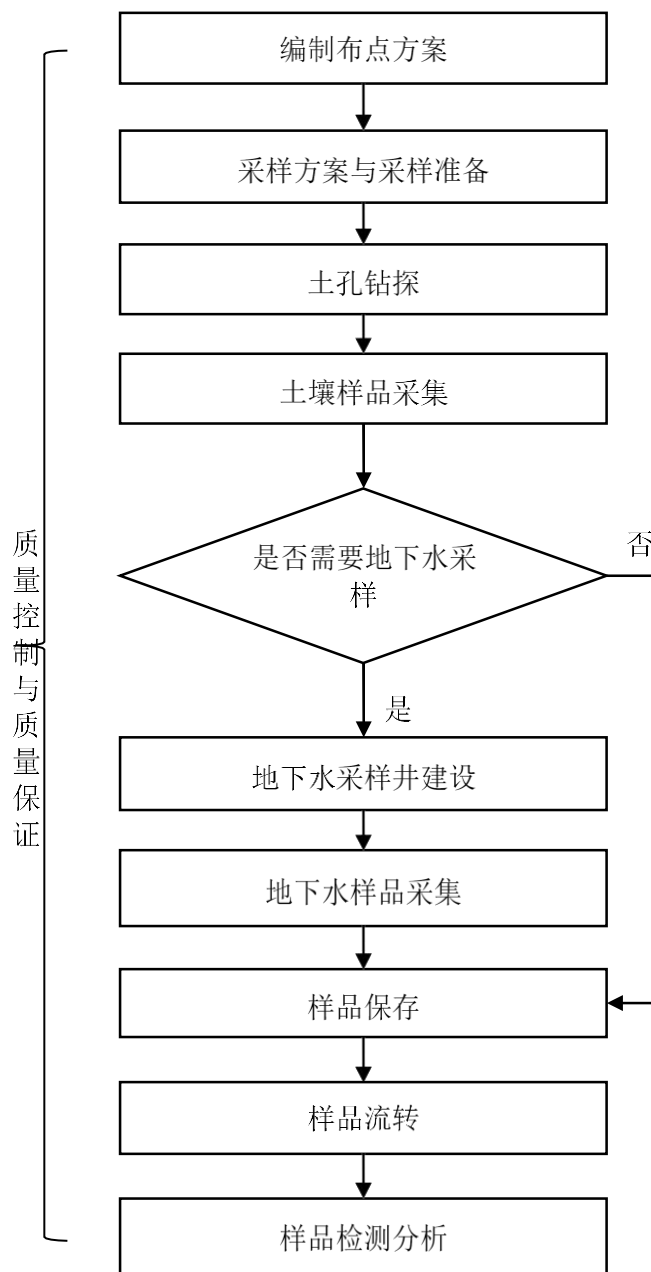 编制布点方案
采样方案与采样准备
土孔钻探
土壤样品采集
是否需要地下水采
样
否
是
地下水采样井建设
地下水样品采集
样品保存
样品流转
样品检测分析
质量控制与质量保证